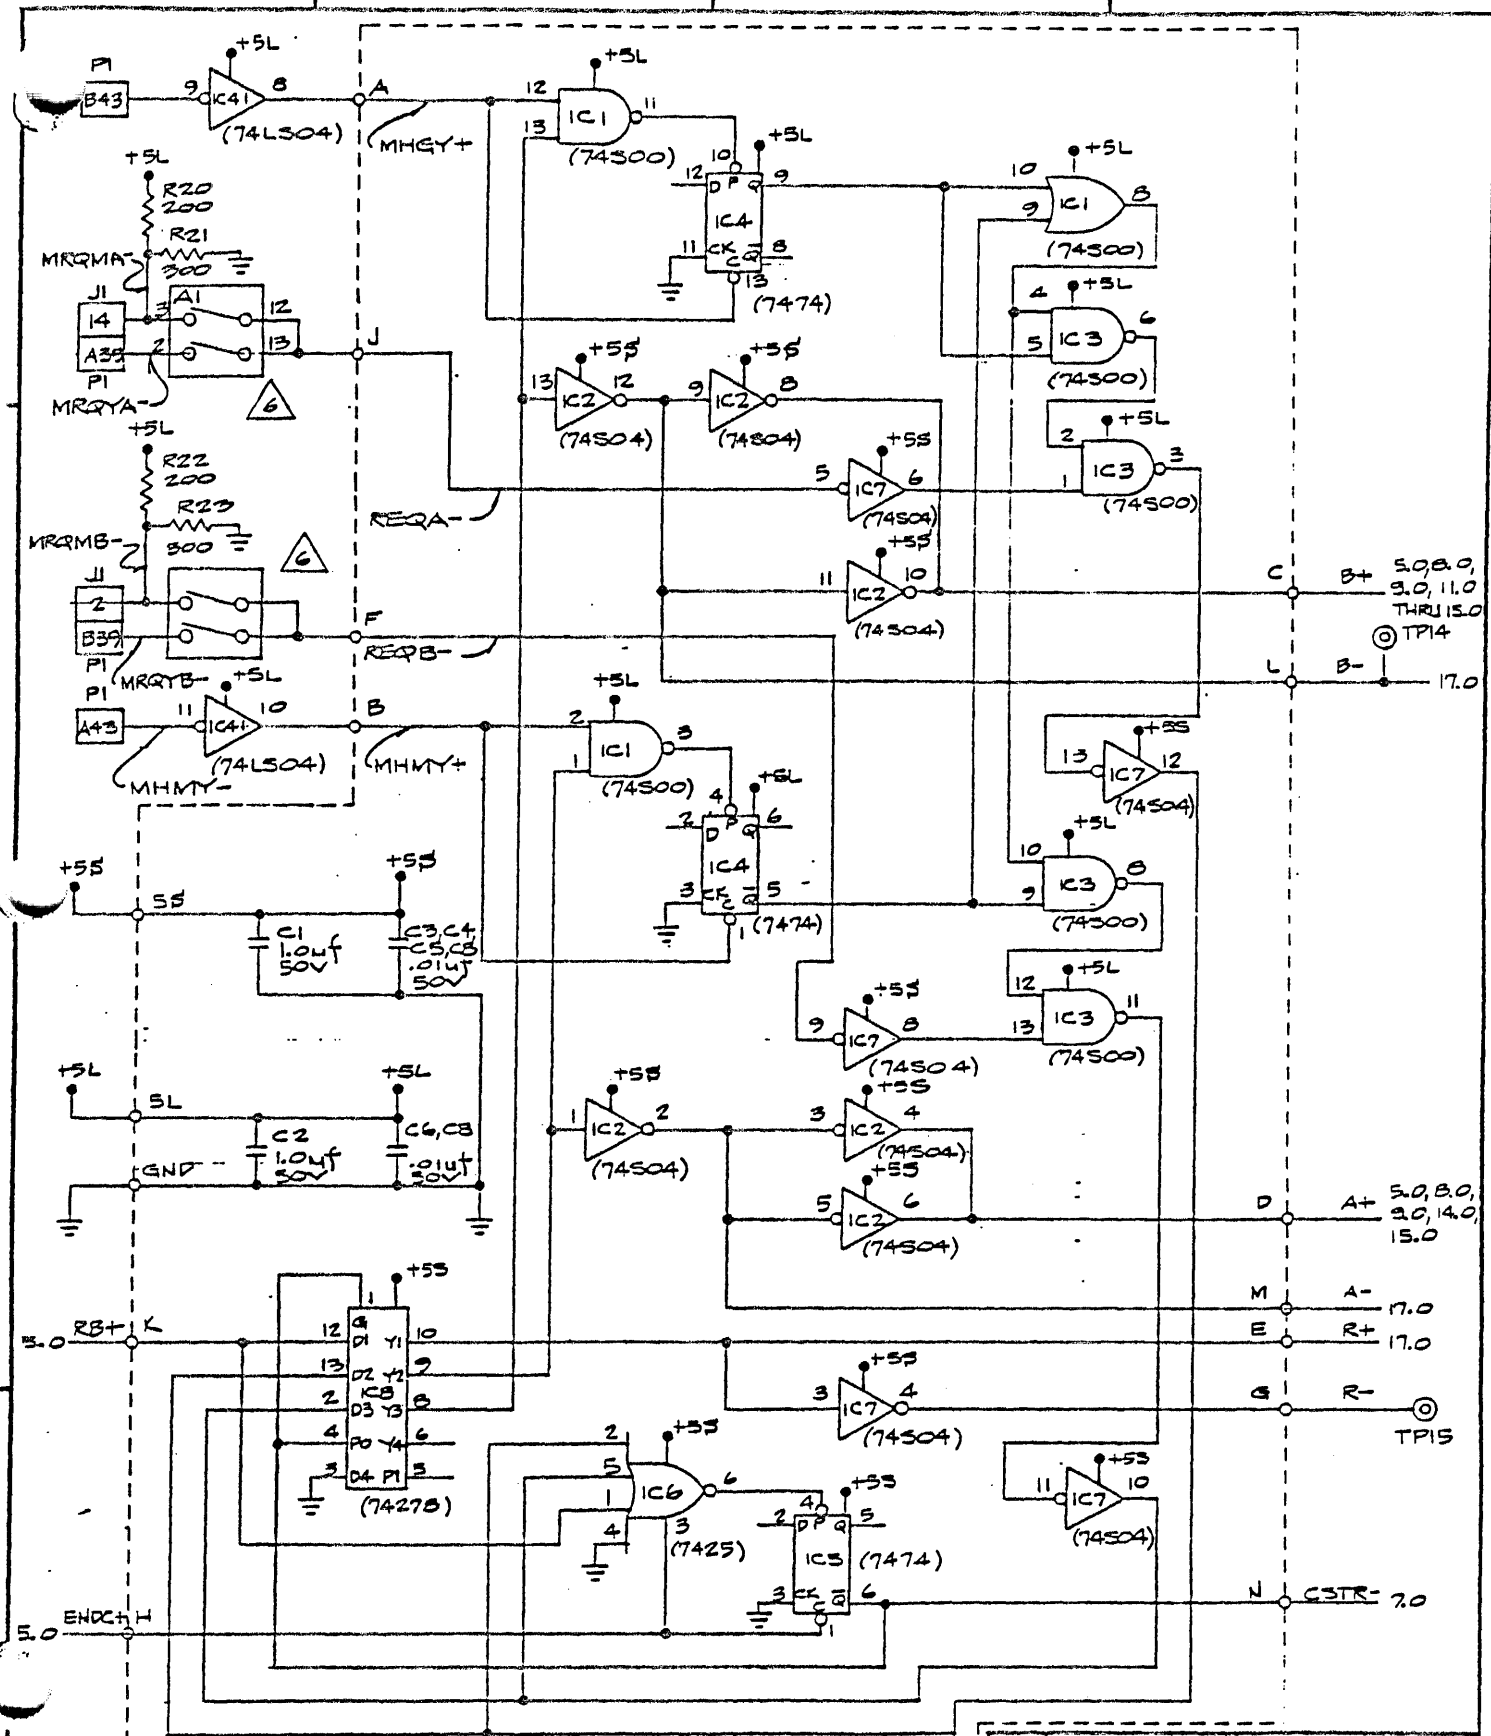 +5L
P1
B43
9
IC41
8
(74LS04)
A
MHGY+
12
13
+5L
IC1
11
(74S00)
+5L
10
12 D P Q 9
IC4
11 CK C Q 8
13
(7474)
+5L
10
9
IC1
8
(74S00)
+5L
R20
200
R21
300
MRQMA-
J1
14
3
A1
12
A35
2
13
P1
MRQYA-
6
J
+5L
4
5
IC3
6
(74S00)
+5S
13
IC2
12
(74S04)
+5S
9
IC2
8
(74S04)
+5L
2
1
IC3
3
(74S00)
+5S
5
IC7
6
(74S04)
REQA-
+5L
R22
200
R23
300
MRQMB-
6
J1
2
B39
P1
MRQYB-
F
REQB-
+5S
11
IC2
10
(74S04)
C
B+
5.0, 8.0,
9.0, 11.0
THRU 15.0
TP14
L
B-
17.0
P1
A43
11
+5L
IC41
10
(74LS04)
MHMY-
B
MHMY+
+5L
2
1
IC1
3
(74S00)
+5L
4
2 D P Q 6
IC4
3 CK C Q 5
1
(7474)
+5S
13
IC7
12
(74S04)
+5L
10
9
IC3
8
(74S00)
+5S
5S
+5S
C1
1.0uf
50V
C3,C4,
C5,C8
.01uf
50V
+5L
12
13
IC3
11
(74S00)
+5S
9
IC7
8
(74S04)
+5L
5L
+5L
C2
1.0uf
50V
C6,C8
.01uf
50V
GND
+5S
1
IC2
2
(74S04)
+5S
3
IC2
4
(74S04)
+5S
5
IC2
6
(74S04)
D
A+
5.0, 8.0,
9.0, 14.0,
15.0
M
A-
17.0
E
R+
17.0
G
R-
TP15
+5S
1
G
RB+
K
12 D1 Y1 10
13 D2 Y2 9
IC8
2 D3 Y3 8
4 P0 Y4 6
3 D4 P1 5
(74278)
+5S
3
IC7
4
(74S04)
+5S
2
5
1
4
IC6
6
3
(7425)
+5S
4
2 D P Q 5
IC5
(7474)
3 CK C Q 6
1
+5S
11
IC7
10
(74S04)
N
CSTR-
7.0
5.0
ENDC+
H